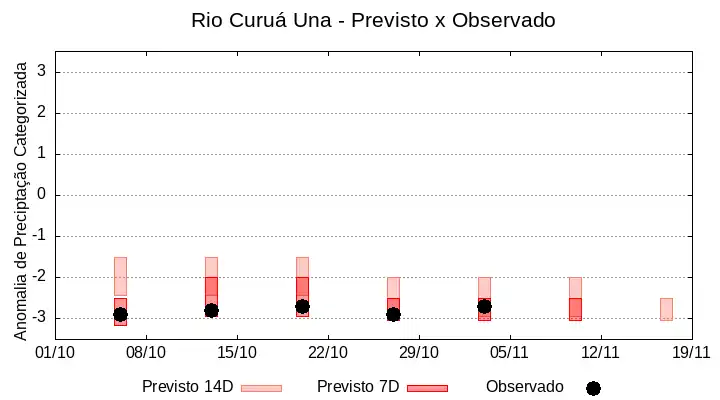 Rio Curuá Una - Previsto x Observado
Anomalia de Preciptação Categorizada
3
2
1
0
-1
-2
-3
01/10 08/10 15/10 22/10 29/10 05/11 12/11 19/11
Previsto 14D Previsto 7D Observado